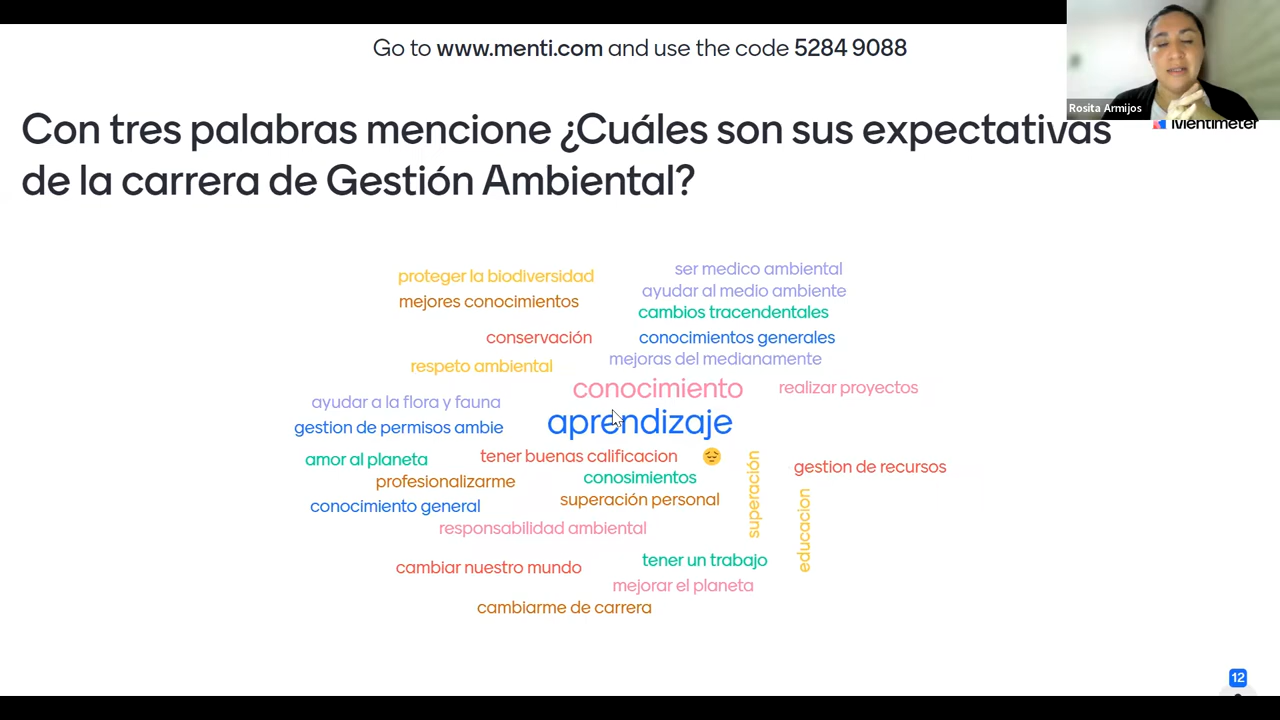 Go to www.menti.com and use the code 5284 9088
Rosita Armijos
Mentimeter
Con tres palabras mencione ¿Cuáles son sus expectativas
de la carrera de Gestión Ambiental?
proteger la biodiversidad
ser medico ambiental
ayudar al medio ambiente
mejores conocimientos
cambios tracendentales
conservación
conocimientos generales
mejoras del medianamente
respeto ambiental
conocimiento
realizar proyectos
ayudar a la flora y fauna
aprendizaje
gestion de permisos ambie
amor al planeta
tener buenas calificacion
😔
gestion de recursos
profesionalizarme
conosimientos
superación
conocimiento general
superación personal
educacion
responsabilidad ambiental
cambiar nuestro mundo
tener un trabajo
mejorar el planeta
cambiarme de carrera
12